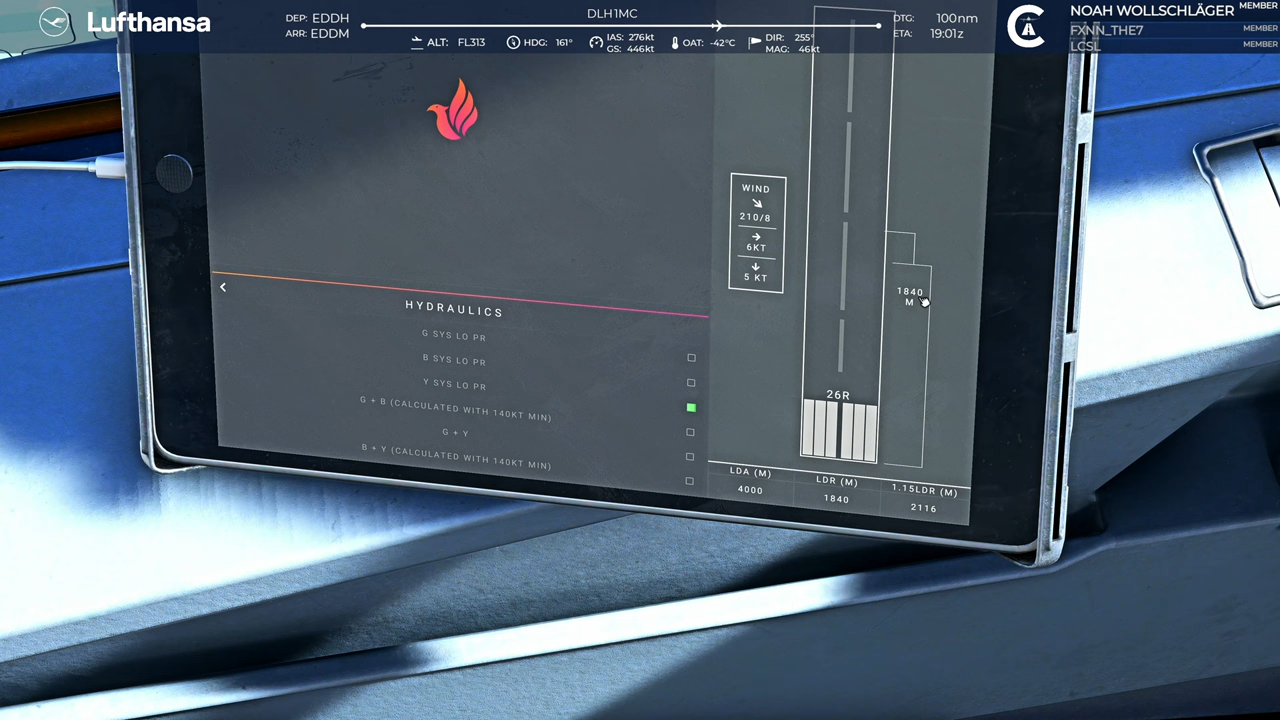 Lufthansa
DEP: EDDH
ARR: EDDM
DLH1MC
ALT: FL313
HDG: 161°
IAS: 276kt
GS: 446kt
OAT: -42°C
DIR: 255°
MAG: 46kt
DTG: 100nm
ETA: 19:01z
CA
NOAH WOLLSCHLÄGER MEMBER
FXNN_THE7 MEMBER
LCSL MEMBER
WIND
210/8
6KT
5 KT
1840
M
26R
HYDRAULICS
G SYS LO PR
B SYS LO PR
Y SYS LO PR
G + B (CALCULATED WITH 140KT MIN)
G + Y
B + Y (CALCULATED WITH 140KT MIN)
LDA (M) LDR (M) 1.15LDR (M)
4000 1840 2116